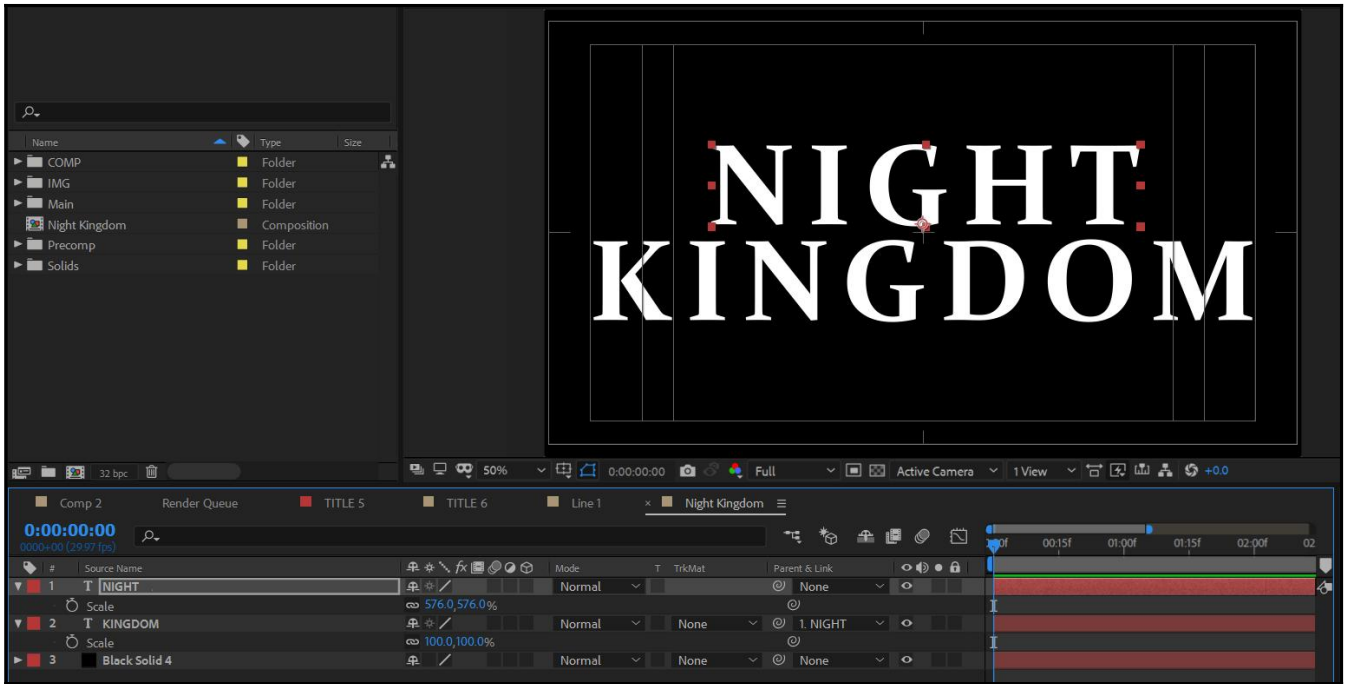 Name Type Size
COMP Folder
IMG Folder
Main Folder
Night Kingdom Composition
Precomp Folder
Solids Folder
NIGHT
KINGDOM
32 bpc 50% 0:00:00:00 Full Active Camera 1 View +0.0
Comp 2 Render Queue TITLE 5 TITLE 6 Line 1 × Night Kingdom
0:00:00:00
0000+00 (29.97 fps)
00:15f 01:00f 01:15f 02:00f 02
# Source Name fx Mode T TrkMat Parent & Link
1 T NIGHT Normal None
Scale 576.0,576.0%
2 T KINGDOM Normal None 1. NIGHT
Scale 100.0,100.0%
3 Black Solid 4 Normal None None